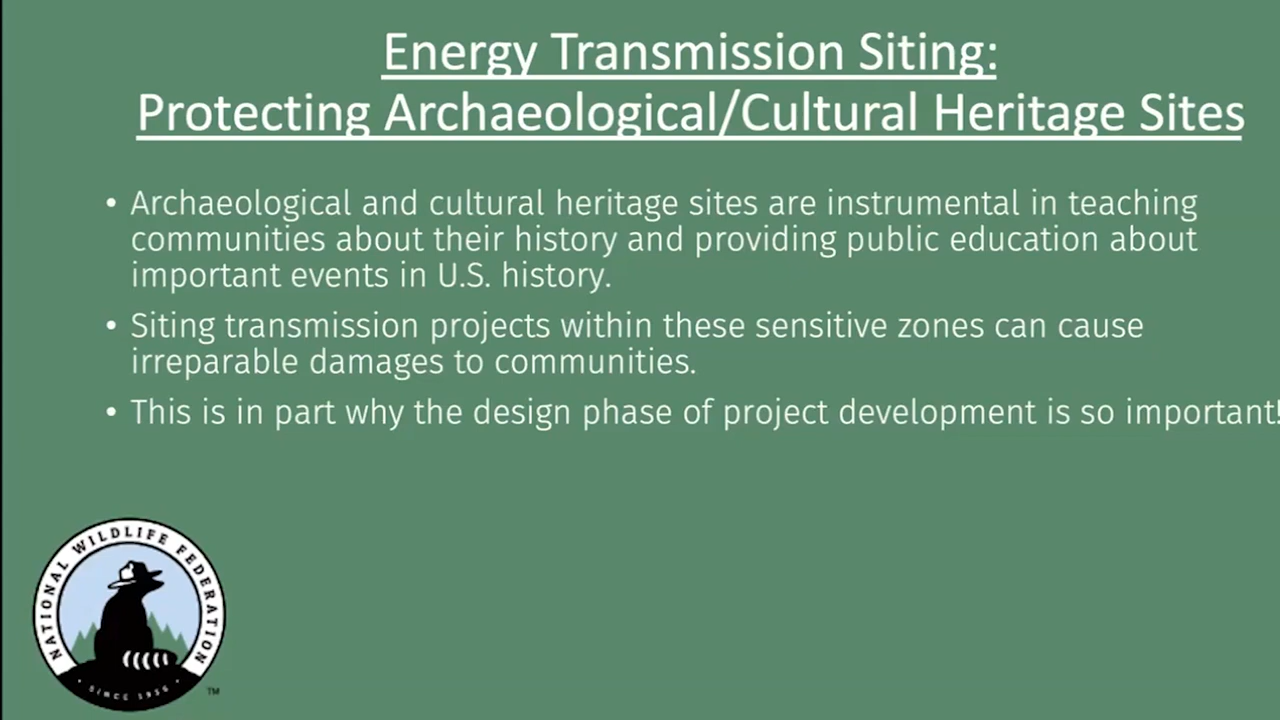 Energy Transmission Siting:
Protecting Archaeological/Cultural Heritage Sites
• Archaeological and cultural heritage sites are instrumental in teaching
communities about their history and providing public education about
important events in U.S. history.
• Siting transmission projects within these sensitive zones can cause
irreparable damages to communities.
• This is in part why the design phase of project development is so important!
NATIONAL WILDLIFE FEDERATION
• SINCE 1936 •
TM